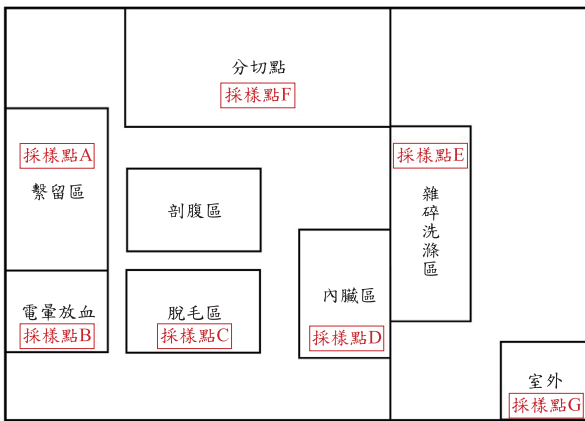 分切點
採樣點F
採樣點A
繫留區
採樣點E
雜碎洗滌區
剖腹區
電暈放血
採樣點B
脫毛區
採樣點C
內臟區
採樣點D
室外
採樣點G